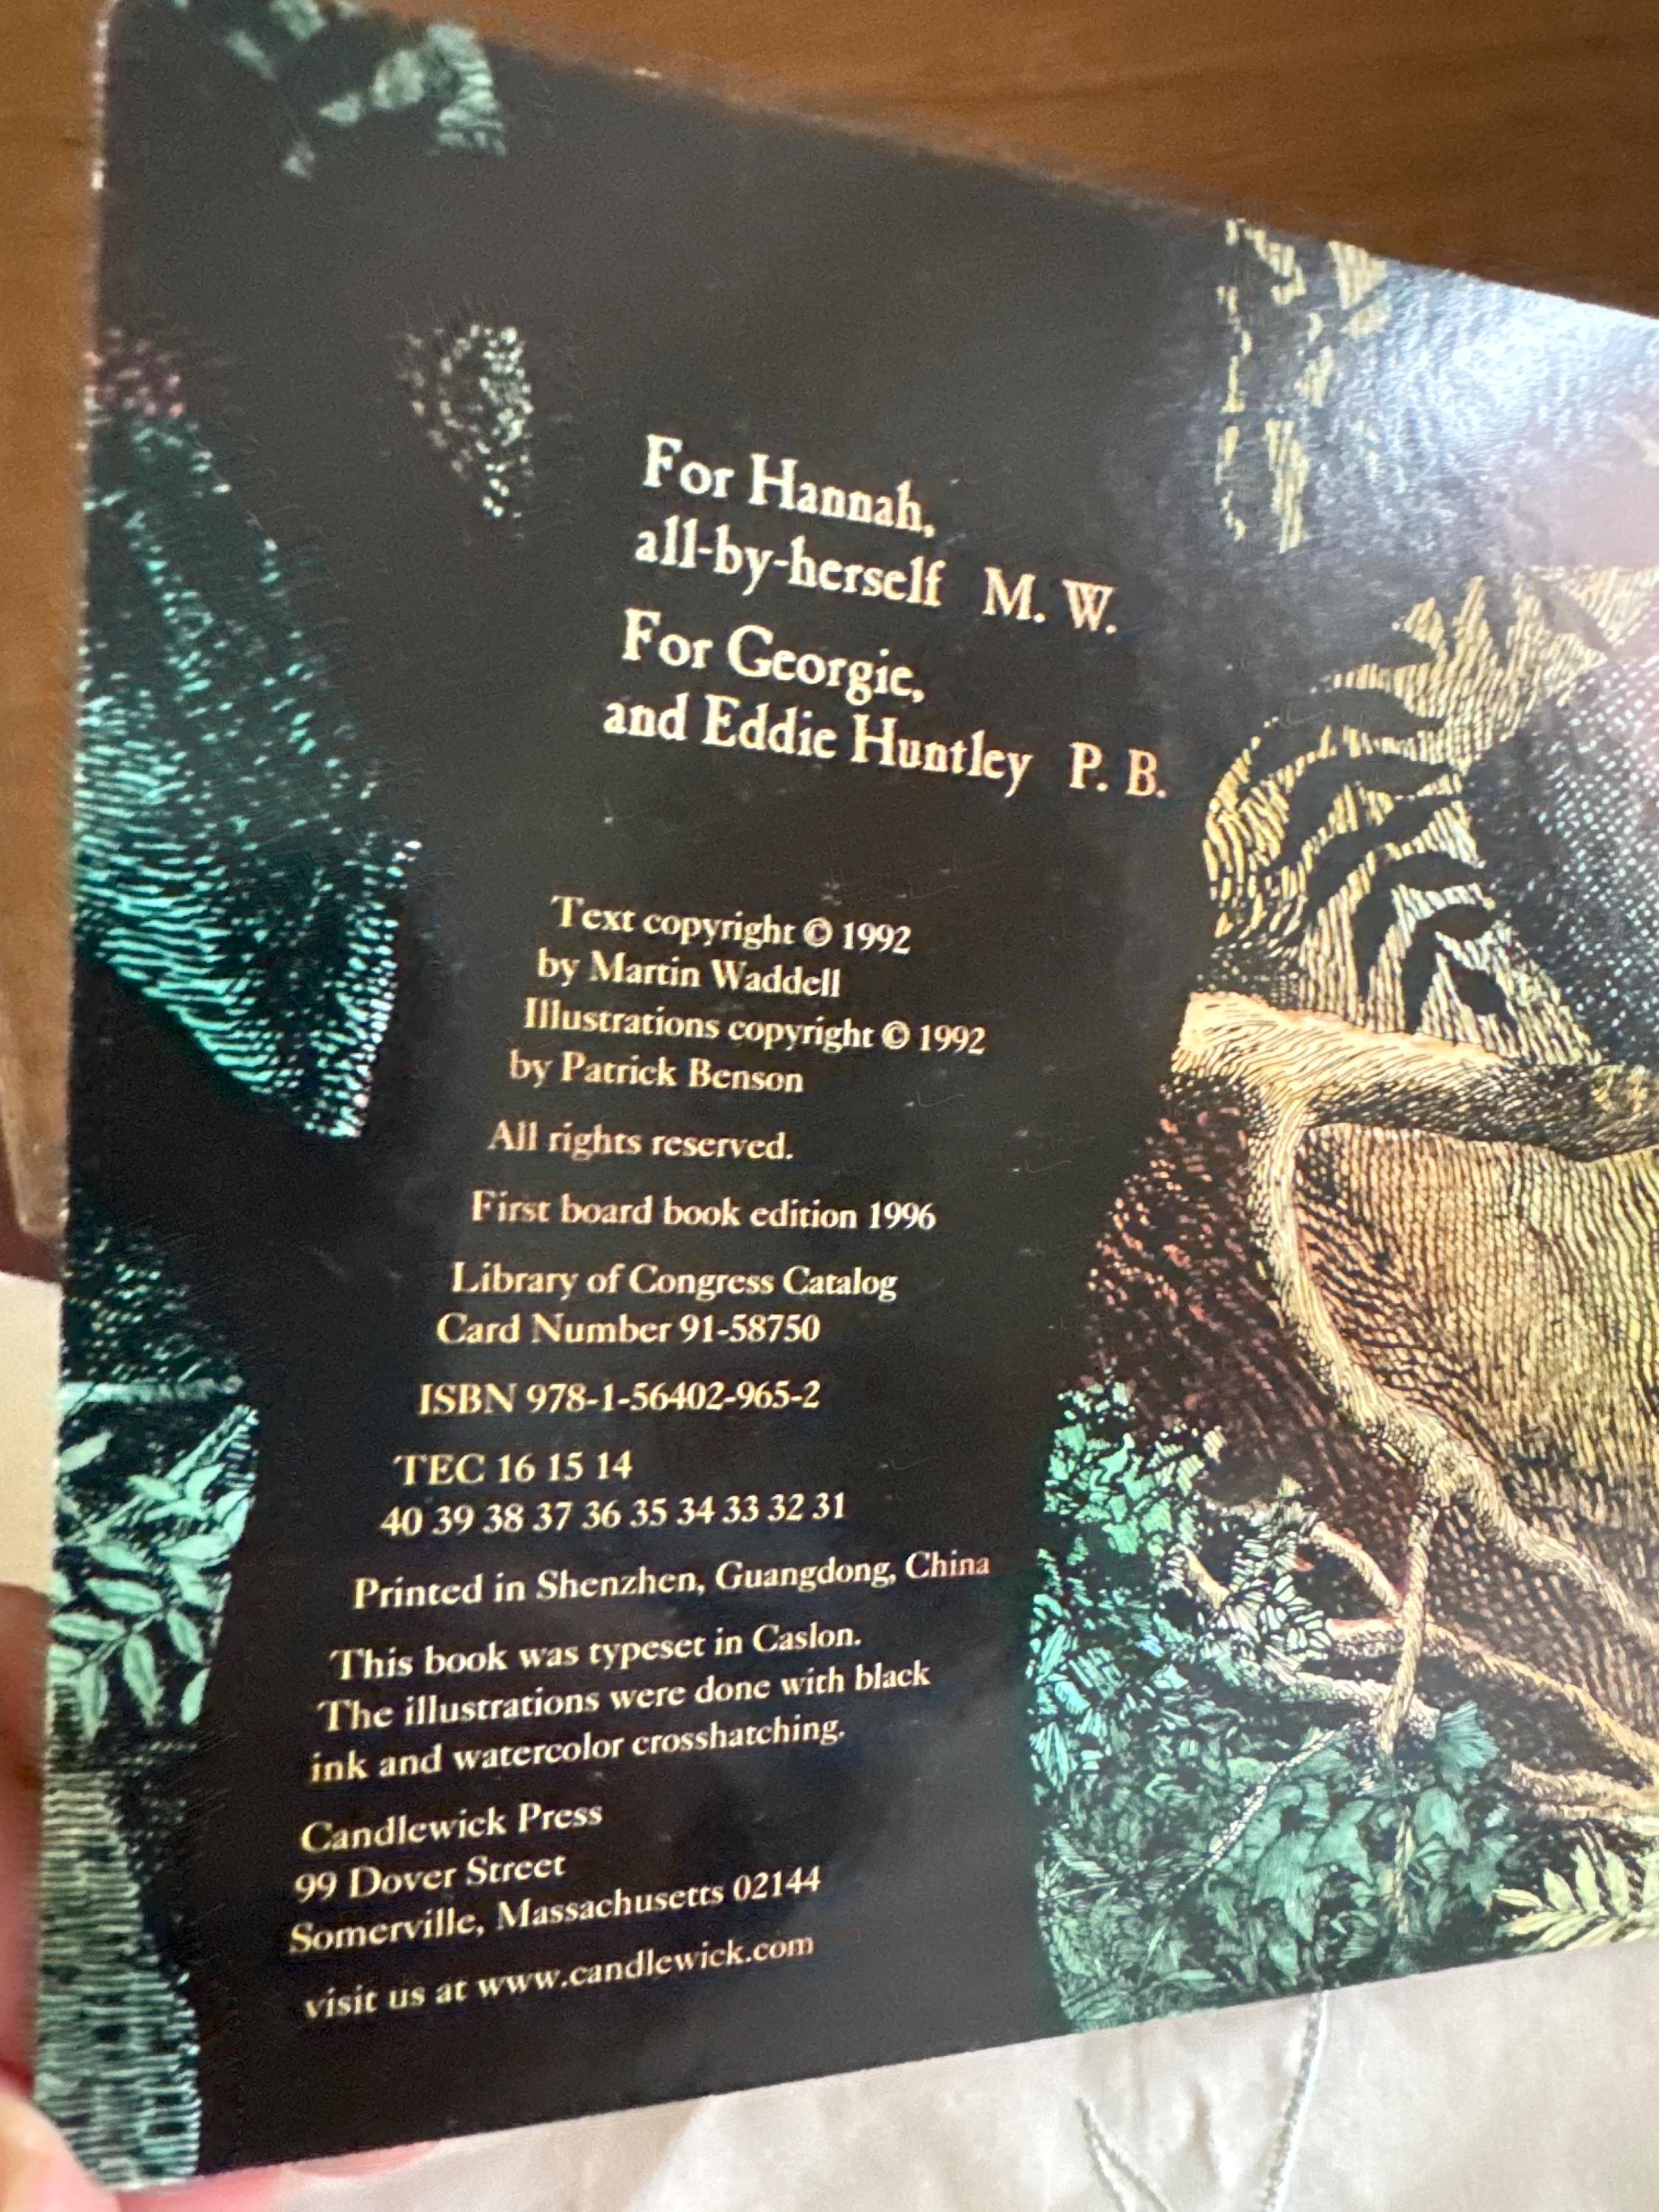 For Hannah,
all-by-herself M. W.
For Georgie,
and Eddie Huntley P. B.
Text copyright © 1992
by Martin Waddell
Illustrations copyright © 1992
by Patrick Benson
All rights reserved.
First board book edition 1996
Library of Congress Catalog
Card Number 91-58750
ISBN 978-1-56402-965-2
TEC 16 15 14
40 39 38 37 36 35 34 33 32 31
Printed in Shenzhen, Guangdong, China
This book was typeset in Caslon.
The illustrations were done with black
ink and watercolor crosshatching.
Candlewick Press
99 Dover Street
Somerville, Massachusetts 02144
visit us at www.candlewick.com